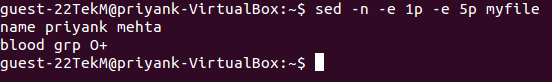 guest-22TekM@priyank-VirtualBox:~$ sed -n -e 1p -e 5p myfile
name priyank mehta
blood grp O+
guest-22TekM@priyank-VirtualBox:~$